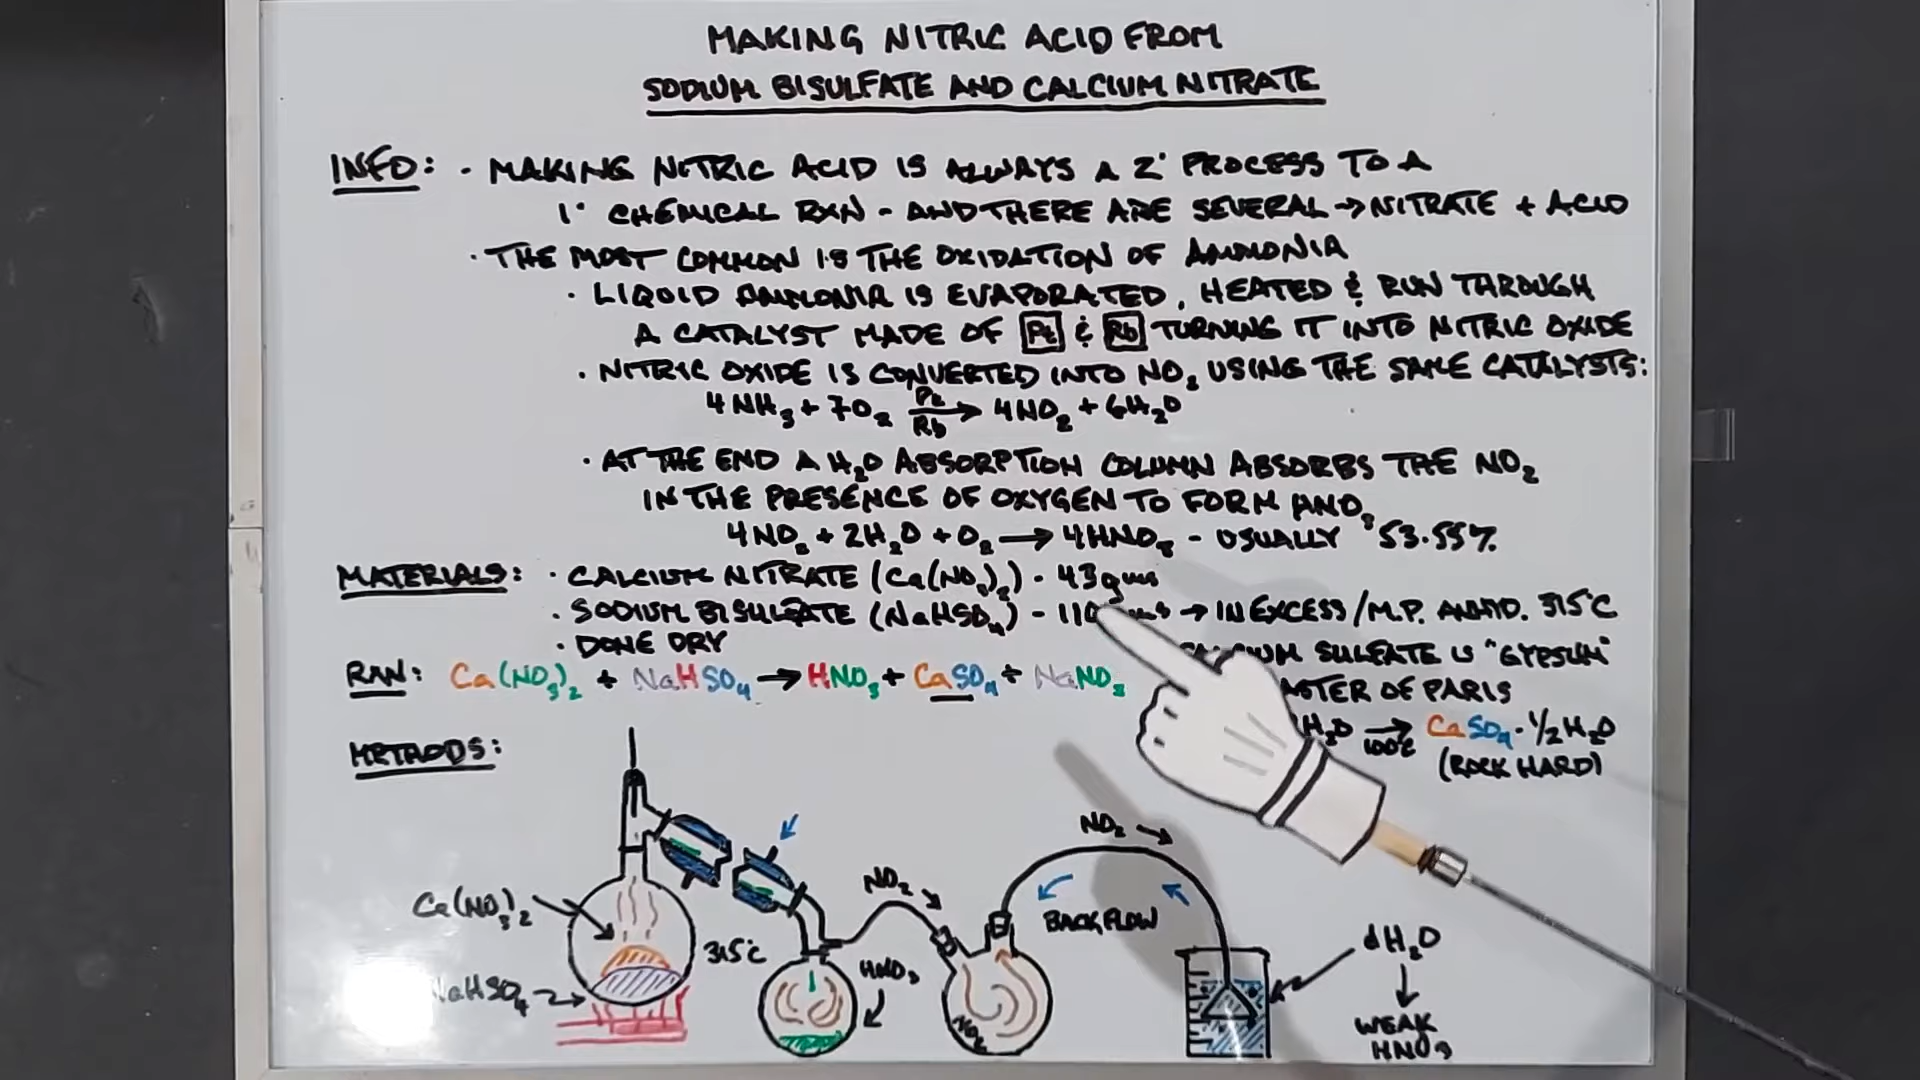 MAKING NITRIC ACID FROM
SODIUM BISULFATE AND CALCIUM NITRATE
INFO: · MAKING NITRIC ACID IS ALWAYS A 2° PROCESS TO A
1° CHEMICAL RXN - AND THERE ARE SEVERAL → NITRATE + ACID
· THE MOST COMMON IS THE OXIDATION OF AMMONIA
· LIQUID AMMONIA IS EVAPORATED, HEATED & RUN THROUGH
A CATALYST MADE OF Pt & Rb TURNING IT INTO NITRIC OXIDE
· NITRIC OXIDE IS CONVERTED INTO NO₂ USING THE SAME CATALYSTS:
4NH₃ + 7O₂ Pt/Rb → 4NO₂ + 6H₂O
· AT THE END A H₂O ABSORPTION COLUMN ABSORBS THE NO₂
IN THE PRESENCE OF OXYGEN TO FORM HNO₃
4NO₂ + 2H₂O + O₂ → 4HNO₃ - USUALLY 53.55%
MATERIALS: · CALCIUM NITRATE (Ca(NO₃)₂) - 43gms
· SODIUM BISULFATE (NaHSO₄) - 110 → IN EXCESS/M.P. ANHYD. 315°C
· DONE DRY
SULFATE IS "GYPSUM"
RXN: Ca(NO₃)₂ + NaHSO₄ → HNO₃ + CaSO₄ + NaNO₃
OF PARIS
H₂O → 100°C CaSO₄·1/2H₂O
(ROCK HARD)
METHODS:
NO₂ →
NO₂ →
Ca(NO₃)₂
BACKFLOW
315°C
dH₂O
HNO₃
NaHSO₄
NO₂
WEAK
HNO₃